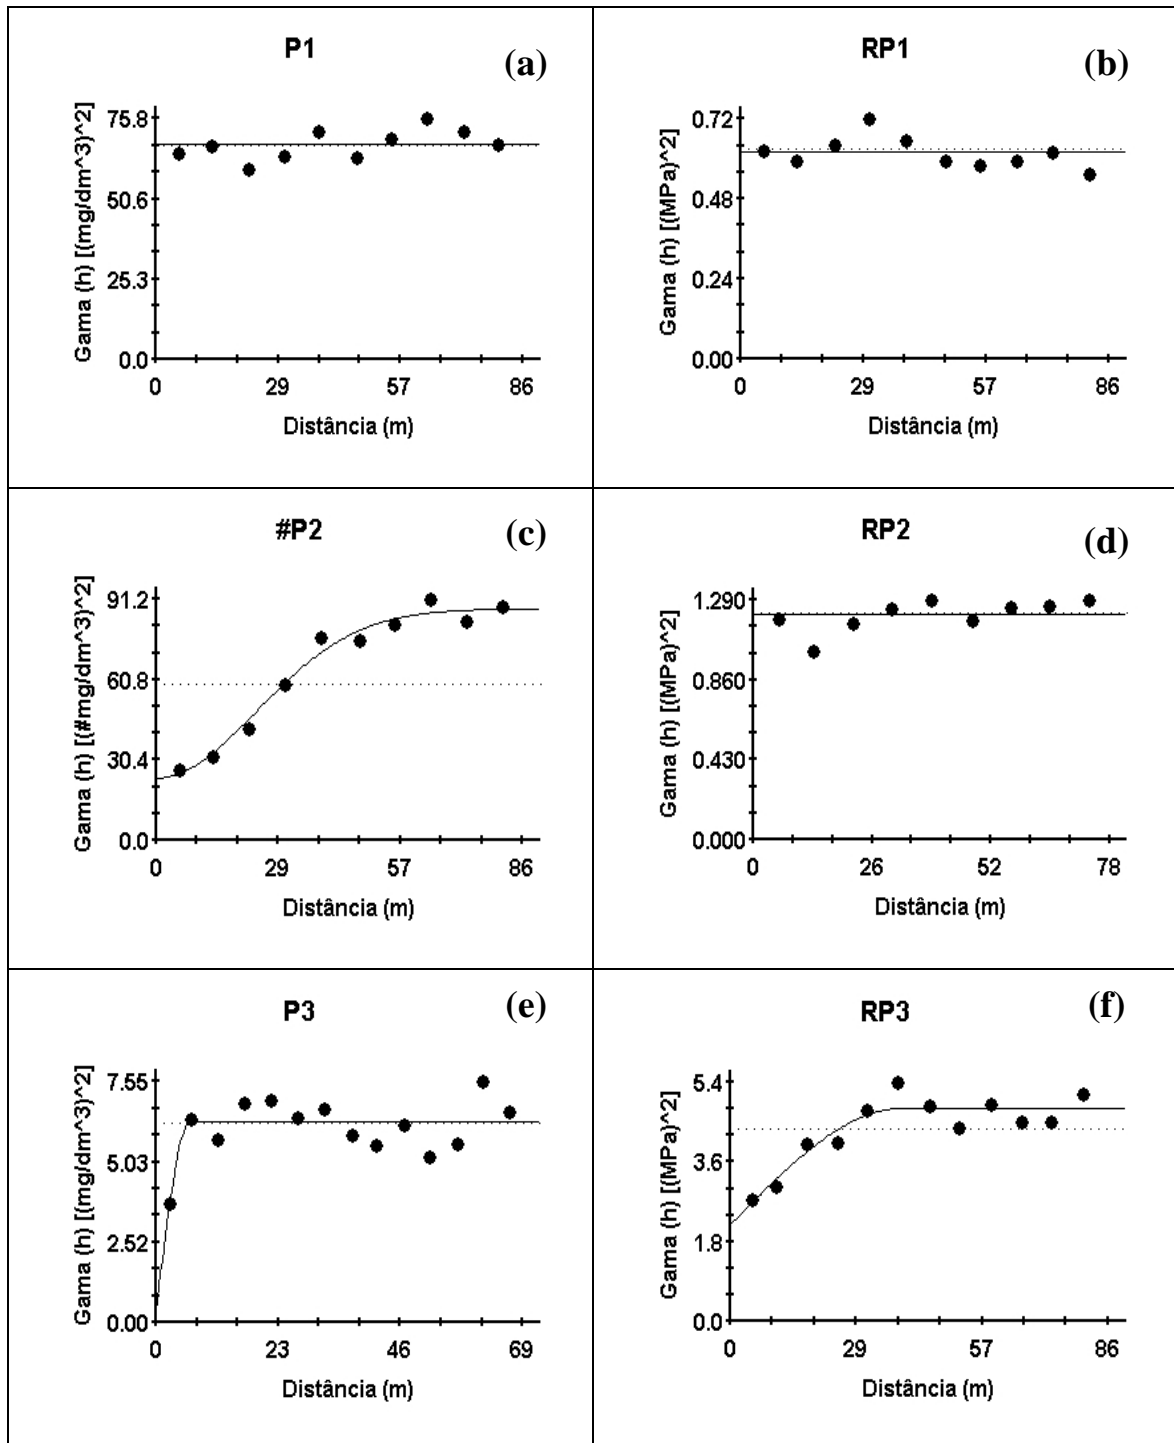 P1
(a)
Gama (h) [(mg/dm^3)^2]
75.8
50.6
25.3
0.0
0 29 57 86
Distância (m)
RP1
(b)
Gama (h) [(MPa)^2]
0.72
0.48
0.24
0.00
0 29 57 86
Distância (m)
#P2
(c)
Gama (h) [(#mg/dm^3)^2]
91.2
60.8
30.4
0.0
0 29 57 86
Distância (m)
RP2
(d)
Gama (h) [(MPa)^2]
1.290
0.860
0.430
0.000
0 26 52 78
Distância (m)
P3
(e)
Gama (h) [(mg/dm^3)^2]
7.55
5.03
2.52
0.00
0 23 46 69
Distância (m)
RP3
(f)
Gama (h) [(MPa)^2]
5.4
3.6
1.8
0.0
0 29 57 86
Distância (m)